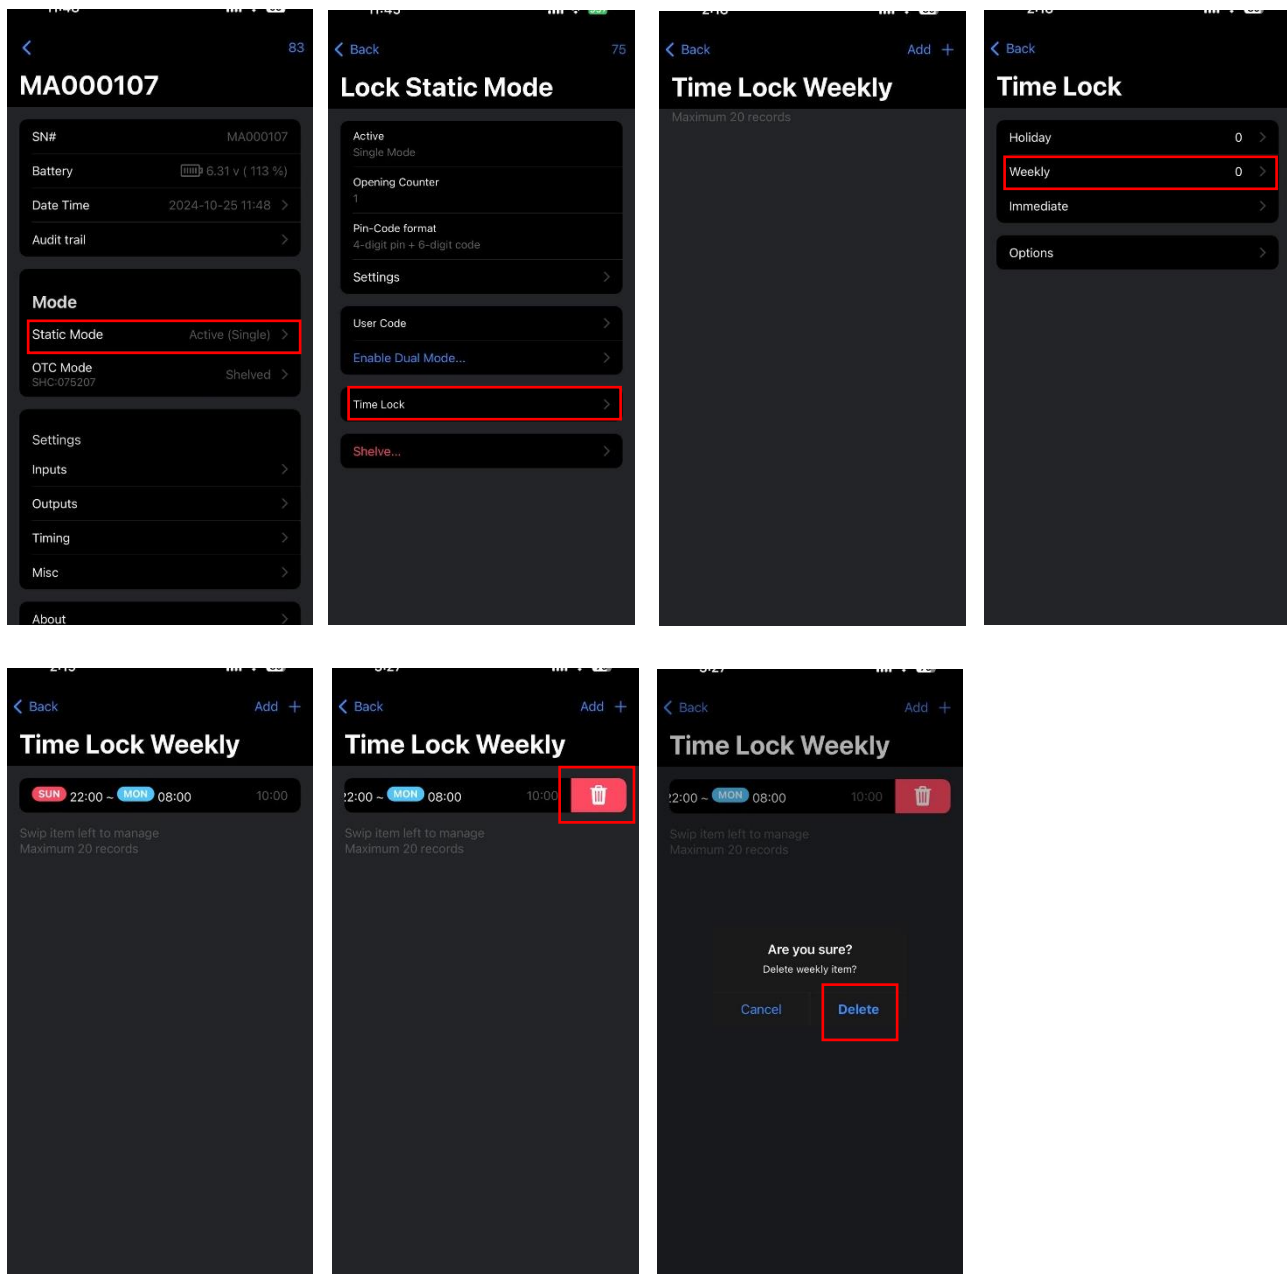 83
MA000107
SN# MA000107
Battery 6.31 v ( 113 %)
Date Time 2024-10-25 11:48
Audit trail
Mode
Static Mode Active (Single)
OTC Mode Shelved
SHC:075207
Settings
Inputs
Outputs
Timing
Misc
About
Back 75
Lock Static Mode
Active
Single Mode
Opening Counter
1
Pin-Code format
4-digit pin + 6-digit code
Settings
User Code
Enable Dual Mode...
Time Lock
Shelve...
Back Add +
Time Lock Weekly
Maximum 20 records
Back
Time Lock
Holiday 0
Weekly 0
Immediate
Options
Back Add +
Time Lock Weekly
SUN 22:00 ~ MON 08:00 10:00
Swip item left to manage
Maximum 20 records
Back Add +
Time Lock Weekly
2:00 ~ MON 08:00 10:00
Swip item left to manage
Maximum 20 records
Back Add +
Time Lock Weekly
2:00 ~ MON 08:00 10:00
Swip item left to manage
Maximum 20 records
Are you sure?
Delete weekly item?
Cancel Delete